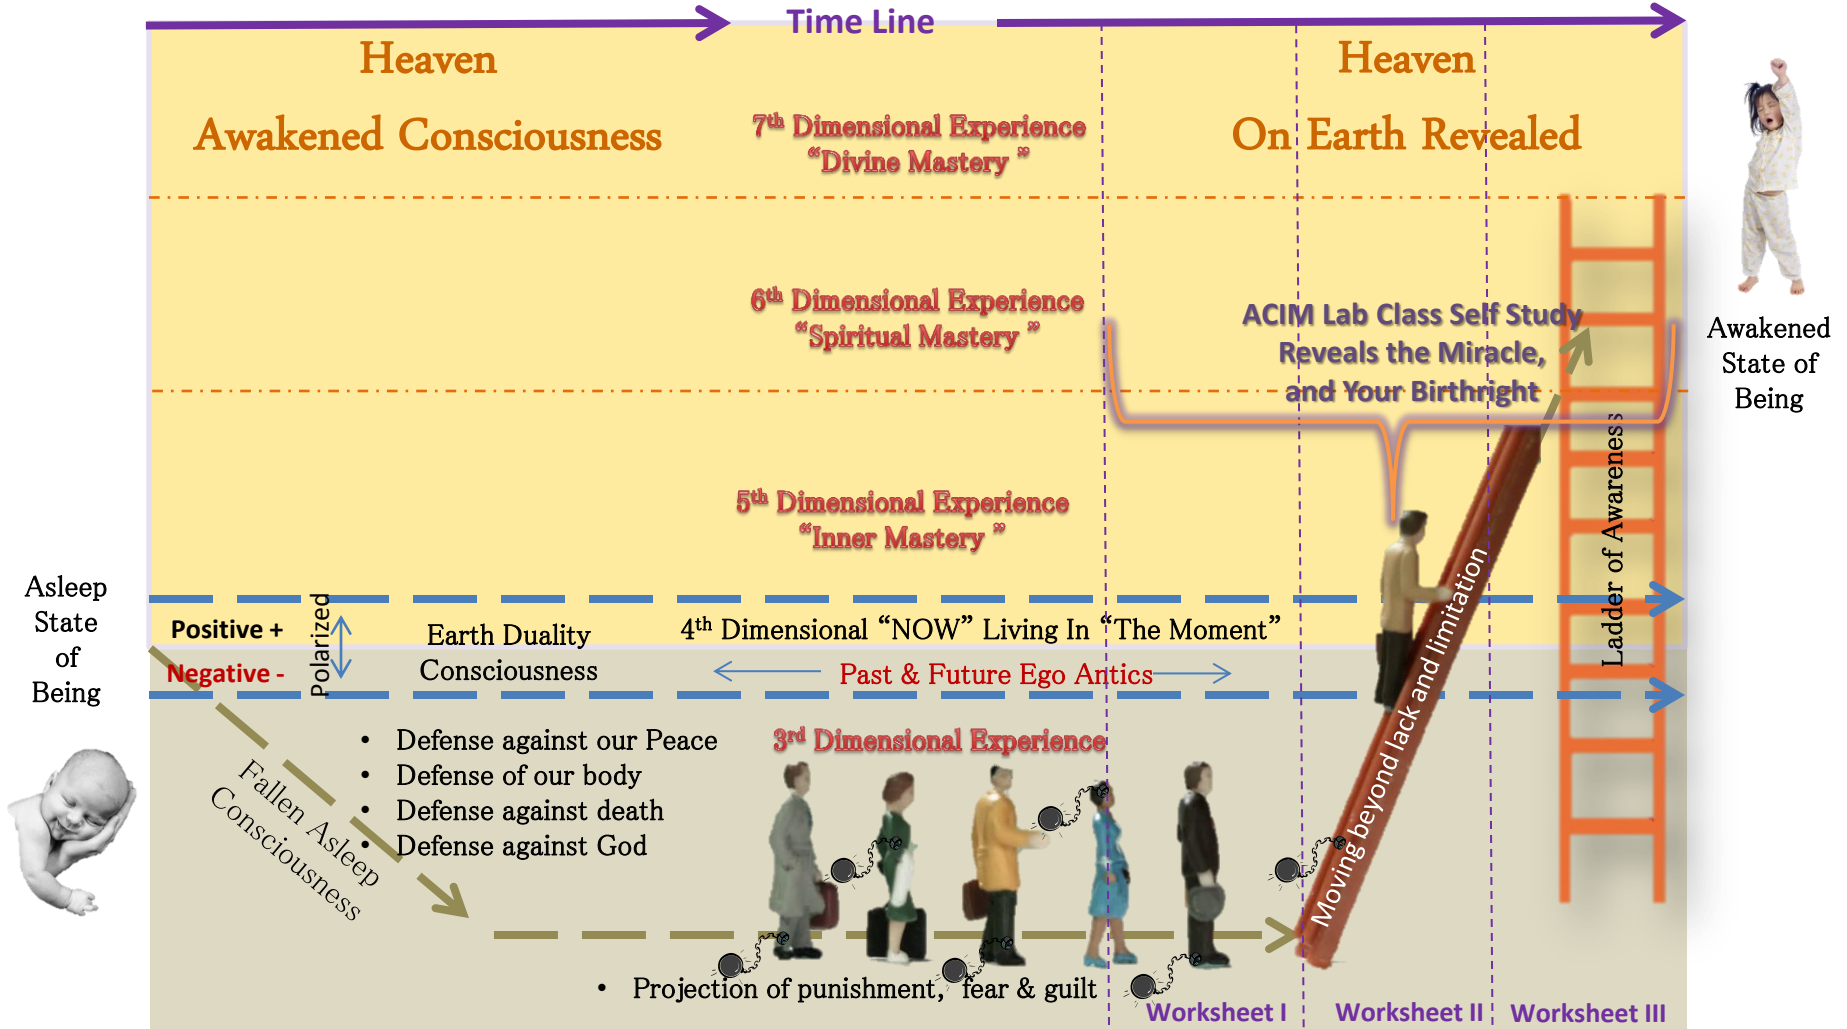 Time Line
Heaven
Awakened Consciousness
Heaven
On Earth Revealed
7th Dimensional Experience
“Divine Mastery ”
6th Dimensional Experience
“Spiritual Mastery ”
ACIM Lab Class Self Study
Reveals the Miracle,
and Your Birthright
Awakened
State of
Being
5th Dimensional Experience
“Inner Mastery ”
Ladder of Awareness
Moving beyond lack and limitation
Asleep
State
of
Being
Positive +
Negative -
Polarized
Earth Duality
Consciousness
4th Dimensional “NOW” Living In “The Moment”
Past & Future Ego Antics
3rd Dimensional Experience
• Defense against our Peace
• Defense of our body
• Defense against death
• Defense against God
Fallen Asleep
Consciousness
• Projection of punishment, fear & guilt
Worksheet I
Worksheet II
Worksheet III